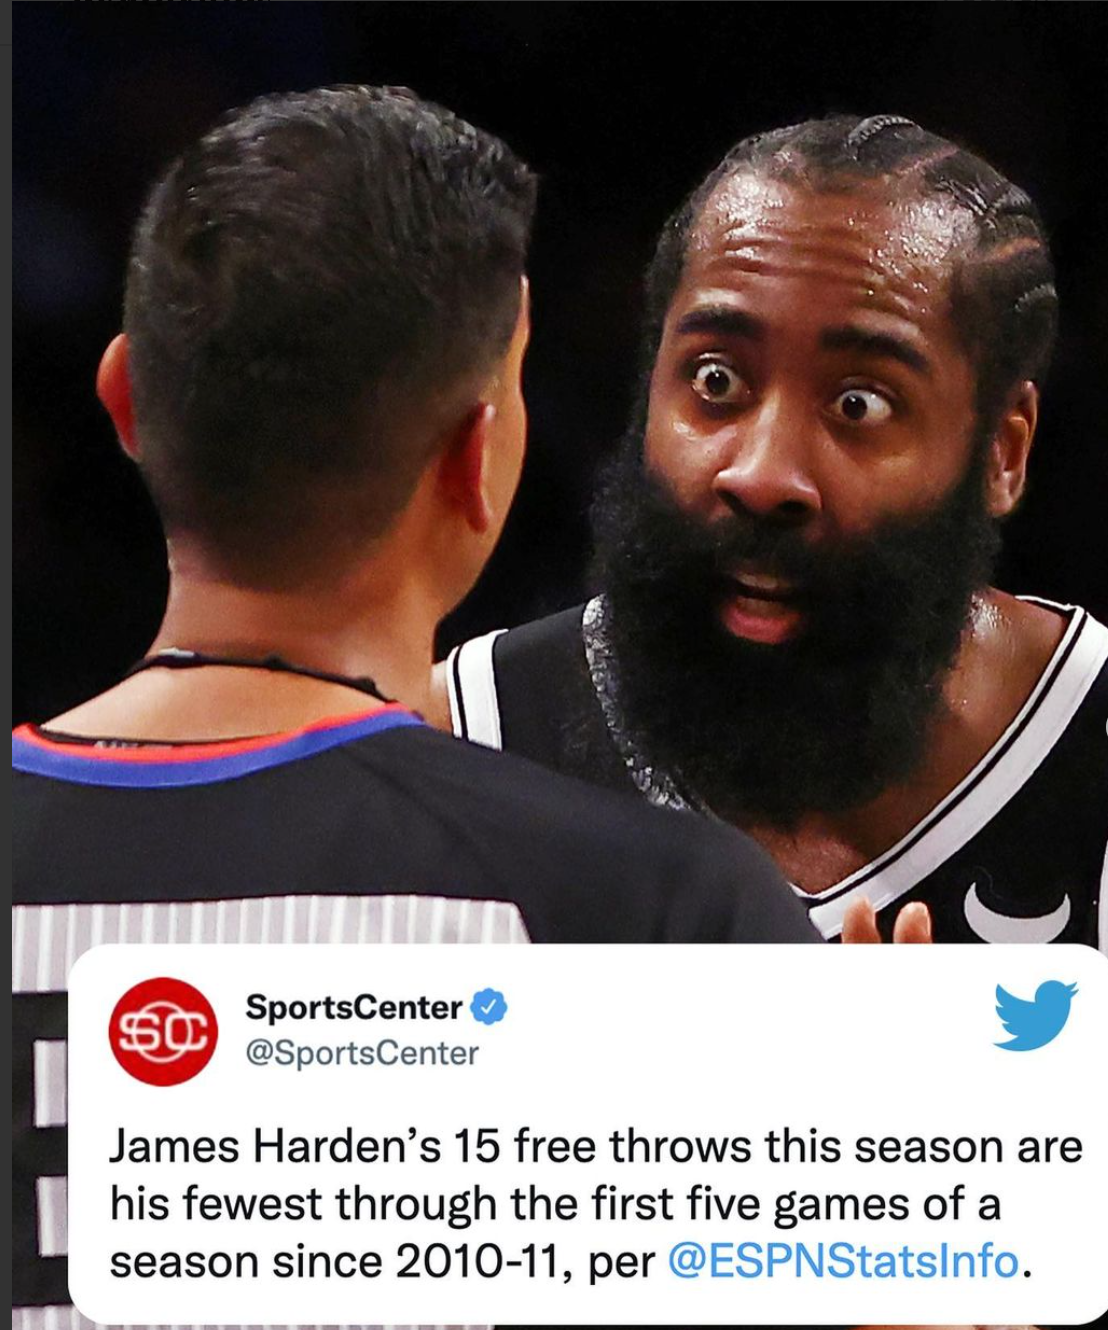 SC
SportsCenter
@SportsCenter
James Harden’s 15 free throws this season are
his fewest through the first five games of a
season since 2010-11, per @ESPNStatsInfo.